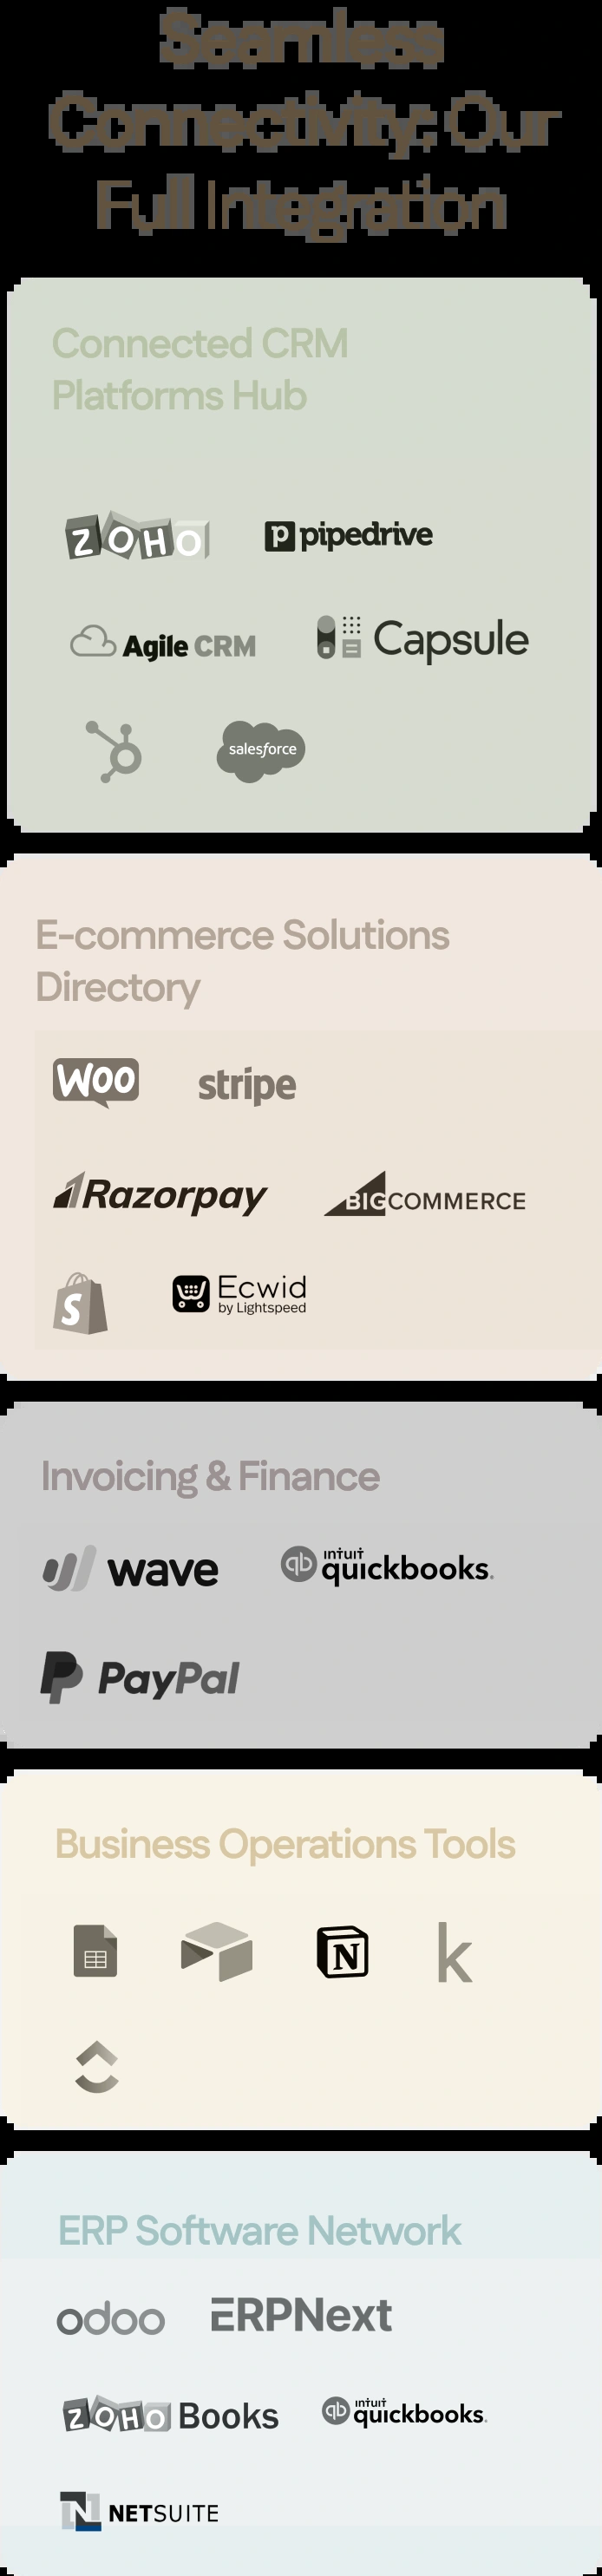 Seamless
Connectivity: Our
Full Integration
Connected CRM
Platforms Hub
ZOHO
pipedrive
Agile CRM
Capsule
salesforce
E-commerce Solutions
Directory
Woo
stripe
Razorpay
BIGCOMMERCE
S
Ecwid
by Lightspeed
Invoicing & Finance
wave
qb
intuit
quickbooks.
PayPal
Business Operations Tools
N
k
ERP Software Network
odoo
ERPNext
ZOHO Books
qb
intuit
quickbooks.
N
NETSUITE